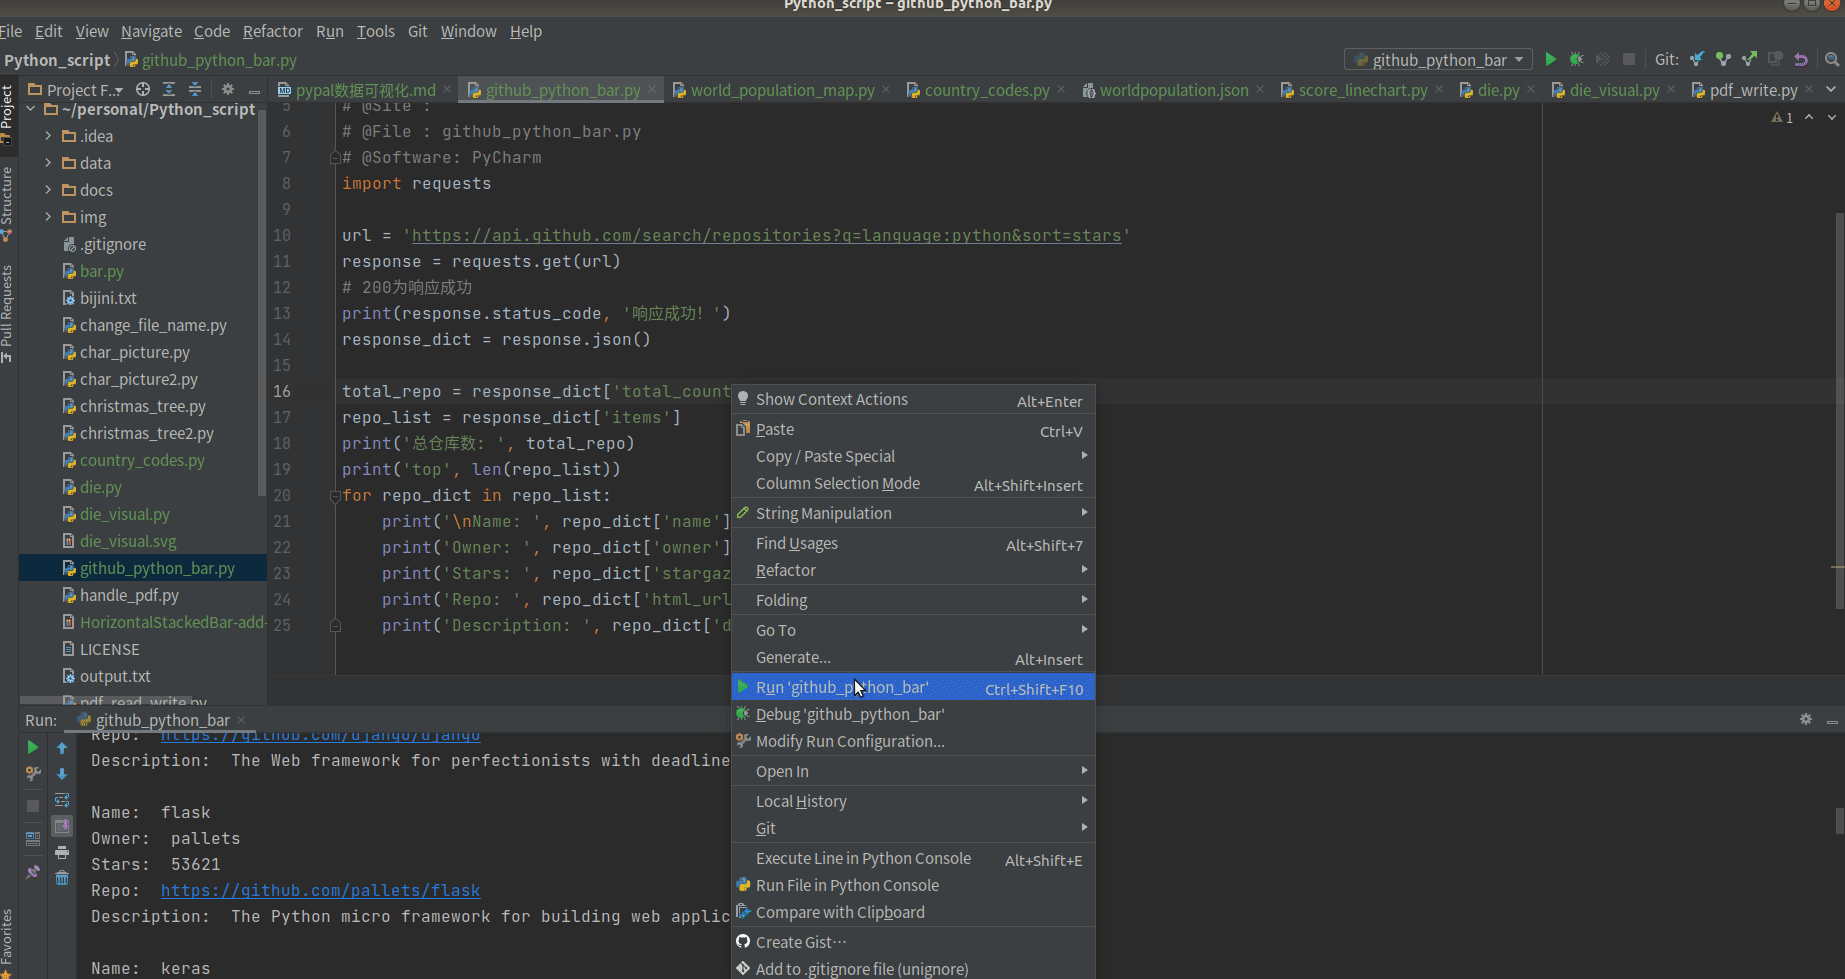 Python_script – github_python_bar.py
File Edit View Navigate Code Refactor Run Tools Git Window Help
Python_script github_python_bar.py
github_python_bar Git:
Project F...
pypal数据可视化.md github_python_bar.py world_population_map.py country_codes.py worldpopulation.json score_linechart.py die.py die_visual.py pdf_write.py
Project
Structure
Pull Requests
Favorites
~/personal/Python_script
.idea
data
docs
img
.gitignore
bar.py
bijini.txt
change_file_name.py
char_picture.py
char_picture2.py
christmas_tree.py
christmas_tree2.py
country_codes.py
die.py
die_visual.py
die_visual.svg
github_python_bar.py
handle_pdf.py
HorizontalStackedBar-add-
LICENSE
output.txt
pdf_read_write.py
1
5 # @Site :
6 # @File : github_python_bar.py
7 # @Software: PyCharm
8 import requests
9
10 url = 'https://api.github.com/search/repositories?q=language:python&sort=stars'
11 response = requests.get(url)
12 # 200为响应成功
13 print(response.status_code, '响应成功! ')
14 response_dict = response.json()
15
16 total_repo = response_dict['total_count
17 repo_list = response_dict['items']
18 print('总仓库数: ', total_repo)
19 print('top', len(repo_list))
20 for repo_dict in repo_list:
21 print('\nName: ', repo_dict['name']
22 print('Owner: ', repo_dict['owner']
23 print('Stars: ', repo_dict['stargaz
24 print('Repo: ', repo_dict['html_url
25 print('Description: ', repo_dict['d
Show Context Actions Alt+Enter
Paste Ctrl+V
Copy / Paste Special
Column Selection Mode Alt+Shift+Insert
String Manipulation
Find Usages Alt+Shift+7
Refactor
Folding
Go To
Generate... Alt+Insert
Run 'github_python_bar' Ctrl+Shift+F10
Debug 'github_python_bar'
Modify Run Configuration...
Open In
Local History
Git
Execute Line in Python Console Alt+Shift+E
Run File in Python Console
Compare with Clipboard
Create Gist...
Add to .gitignore file (unignore)
Run: github_python_bar
Repo: https://github.com/django/django
Description: The Web framework for perfectionists with deadline
Name: flask
Owner: pallets
Stars: 53621
Repo: https://github.com/pallets/flask
Description: The Python micro framework for building web applic
Name: keras